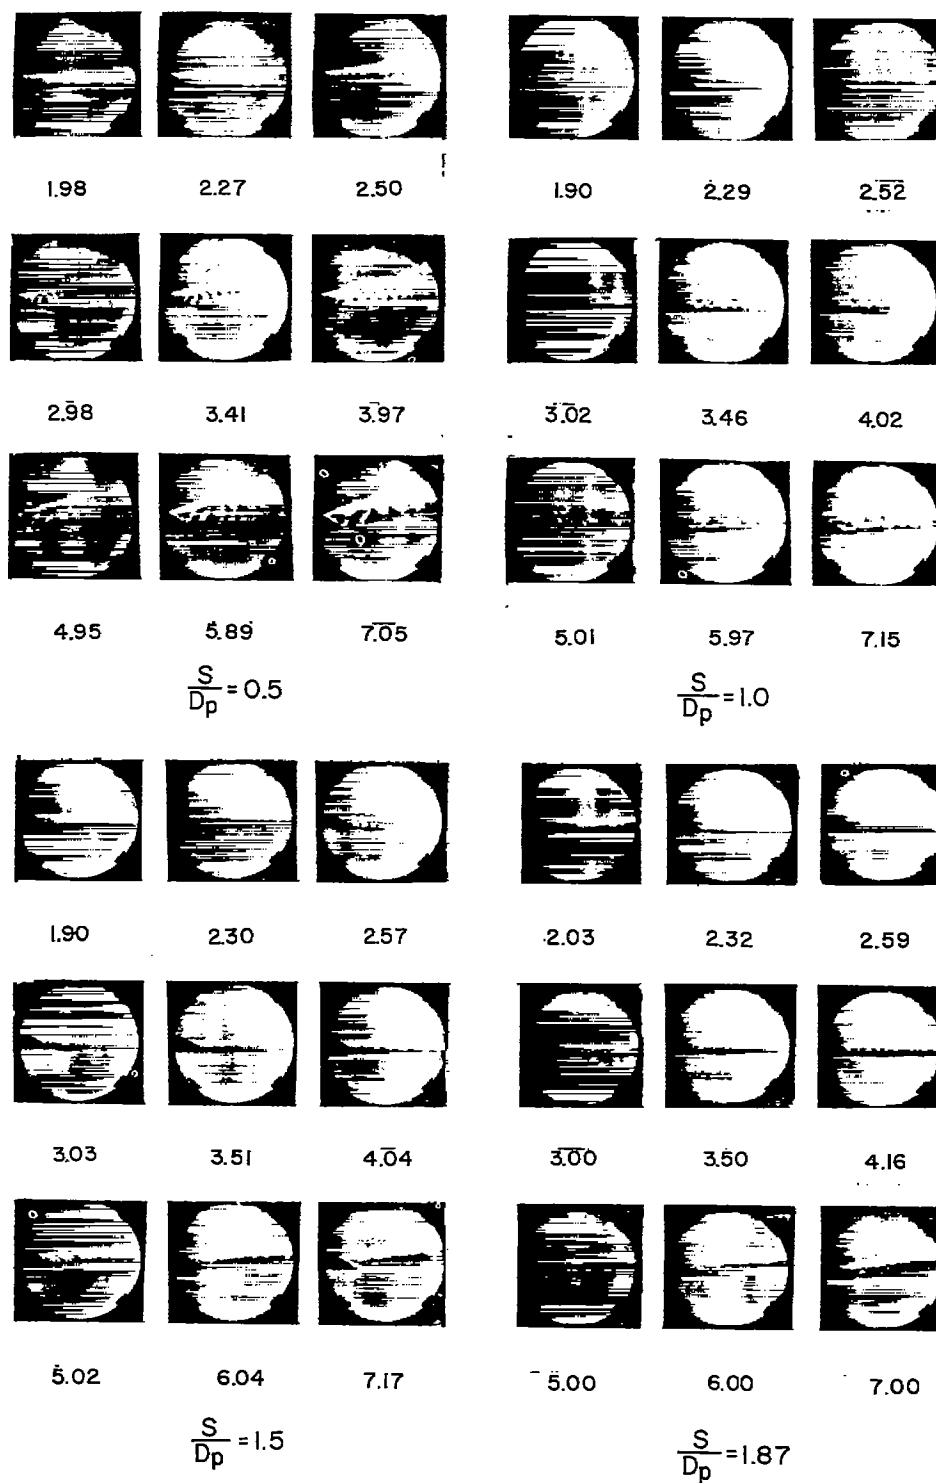 1.98 2.27 2.50
2.98 3.41 3.97
4.95 5.89 7.05
S/Dp = 0.5
1.90 2.29 2.52
3.02 3.46 4.02
5.01 5.97 7.15
S/Dp = 1.0
1.90 2.30 2.57
3.03 3.51 4.04
5.02 6.04 7.17
S/Dp = 1.5
2.03 2.32 2.59
3.00 3.50 4.16
5.00 6.00 7.00
S/Dp = 1.87